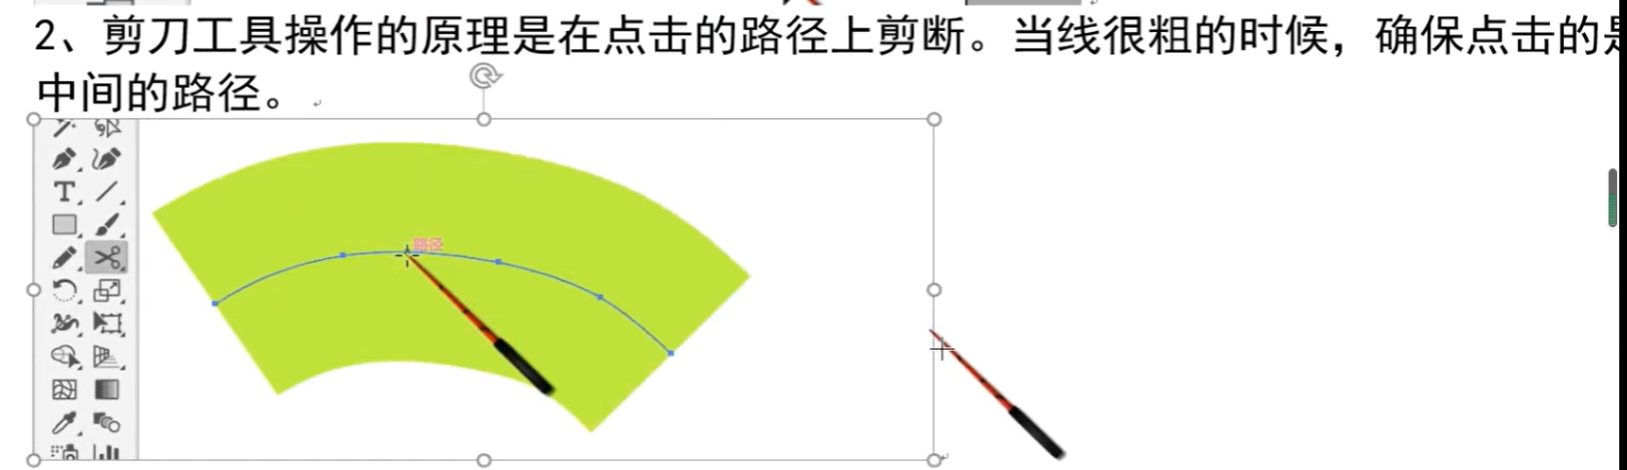 2、剪刀工具操作的原理是在点击的路径上剪断。当线很粗的时候，确保点击的是
中间的路径。
路径